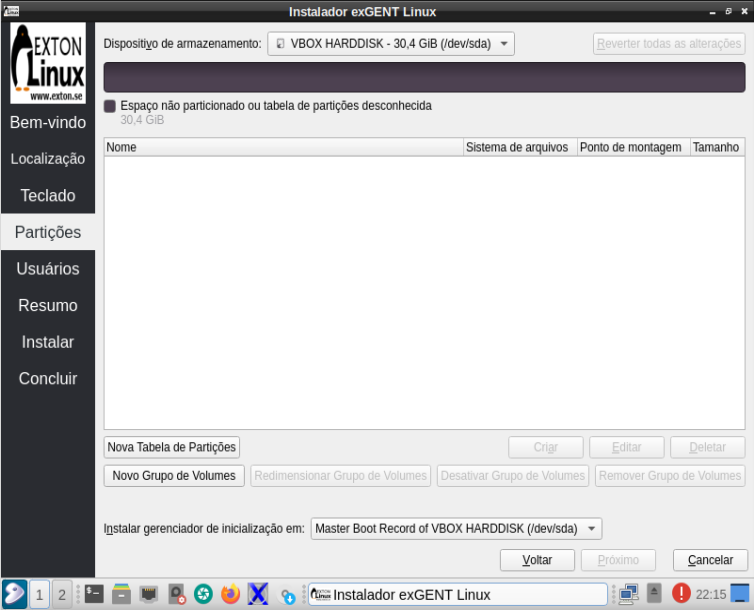 Instalador exGENT Linux
EXTON
Linux
www.exton.se
Bem-vindo
Localização
Teclado
Partições
Usuários
Resumo
Instalar
Concluir
Dispositivo de armazenamento:
VBOX HARDDISK - 30,4 GiB (/dev/sda)
Reverter todas as alterações
Espaço não particionado ou tabela de partições desconhecida
30,4 GiB
Nome
Sistema de arquivos
Ponto de montagem
Tamanho
Nova Tabela de Partições
Criar
Editar
Deletar
Novo Grupo de Volumes
Redimensionar Grupo de Volumes
Desativar Grupo de Volumes
Remover Grupo de Volumes
Instalar gerenciador de inicialização em:
Master Boot Record of VBOX HARDDISK (/dev/sda)
Voltar
Próximo
Cancelar
1
2
Instalador exGENT Linux
22:15